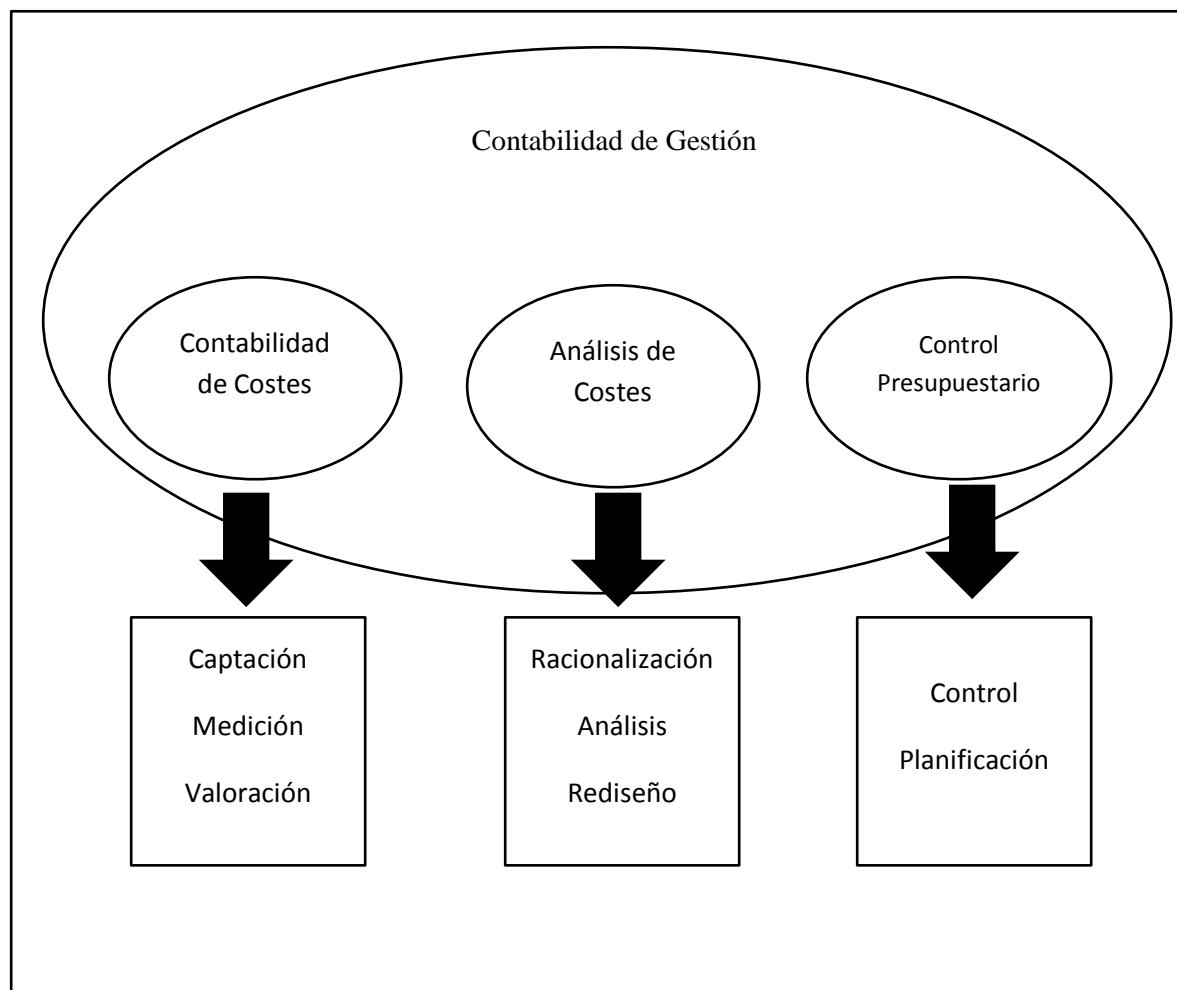 Contabilidad de Gestión
Contabilidad
de Costes
Análisis de
Costes
Control
Presupuestario
Captación
Medición
Valoración
Racionalización
Análisis
Rediseño
Control
Planificación